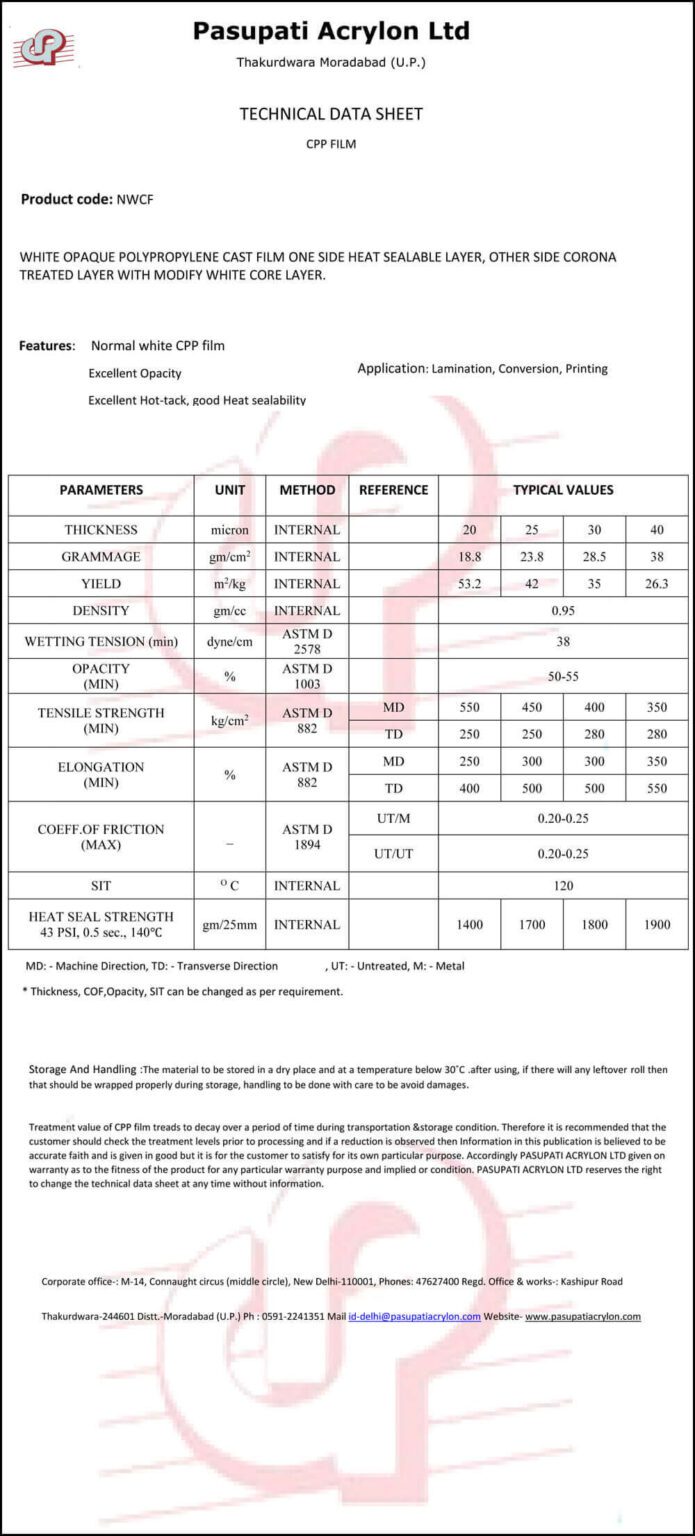 Pasupati Acrylon Ltd
Thakurdwara Moradabad (U.P.)
TECHNICAL DATA SHEET
CPP FILM
Product code: NWCF
WHITE OPAQUE POLYPROPYLENE CAST FILM ONE SIDE HEAT SEALABLE LAYER, OTHER SIDE CORONA
TREATED LAYER WITH MODIFY WHITE CORE LAYER.
Features: Normal white CPP film
Excellent Opacity
Application: Lamination, Conversion, Printing
Excellent Hot-tack, good Heat sealability
PARAMETERS UNIT METHOD REFERENCE TYPICAL VALUES
THICKNESS micron INTERNAL 20 25 30 40
GRAMMAGE gm/cm² INTERNAL 18.8 23.8 28.5 38
YIELD m²/kg INTERNAL 53.2 42 35 26.3
DENSITY gm/cc INTERNAL 0.95
WETTING TENSION (min) dyne/cm ASTM D 2578 38
OPACITY (MIN) % ASTM D 1003 50-55
TENSILE STRENGTH (MIN) kg/cm² ASTM D 882 MD 550 450 400 350
TD 250 250 280 280
ELONGATION (MIN) % ASTM D 882 MD 250 300 300 350
TD 400 500 500 550
COEFF.OF FRICTION (MAX) – ASTM D 1894 UT/M 0.20-0.25
UT/UT 0.20-0.25
SIT ᴼ C INTERNAL 120
HEAT SEAL STRENGTH 43 PSI, 0.5 sec., 140℃ gm/25mm INTERNAL 1400 1700 1800 1900
MD: - Machine Direction, TD: - Transverse Direction , UT: - Untreated, M: - Metal
* Thickness, COF,Opacity, SIT can be changed as per requirement.
Storage And Handling :The material to be stored in a dry place and at a temperature below 30˚C .after using, if there will any leftover roll then
that should be wrapped properly during storage, handling to be done with care to be avoid damages.
Treatment value of CPP film treads to decay over a period of time during transportation &storage condition. Therefore it is recommended that the
customer should check the treatment levels prior to processing and if a reduction is observed then Information in this publication is believed to be
accurate faith and is given in good but it is for the customer to satisfy for its own particular purpose. Accordingly PASUPATI ACRYLON LTD given on
warranty as to the fitness of the product for any particular warranty purpose and implied or condition. PASUPATI ACRYLON LTD reserves the right
to change the technical data sheet at any time without information.
Corporate office-: M-14, Connaught circus (middle circle), New Delhi-110001, Phones: 47627400 Regd. Office & works-: Kashipur Road
Thakurdwara-244601 Distt.-Moradabad (U.P.) Ph : 0591-2241351 Mail id-delhi@pasupatiacrylon.com Website- www.pasupatiacrylon.com